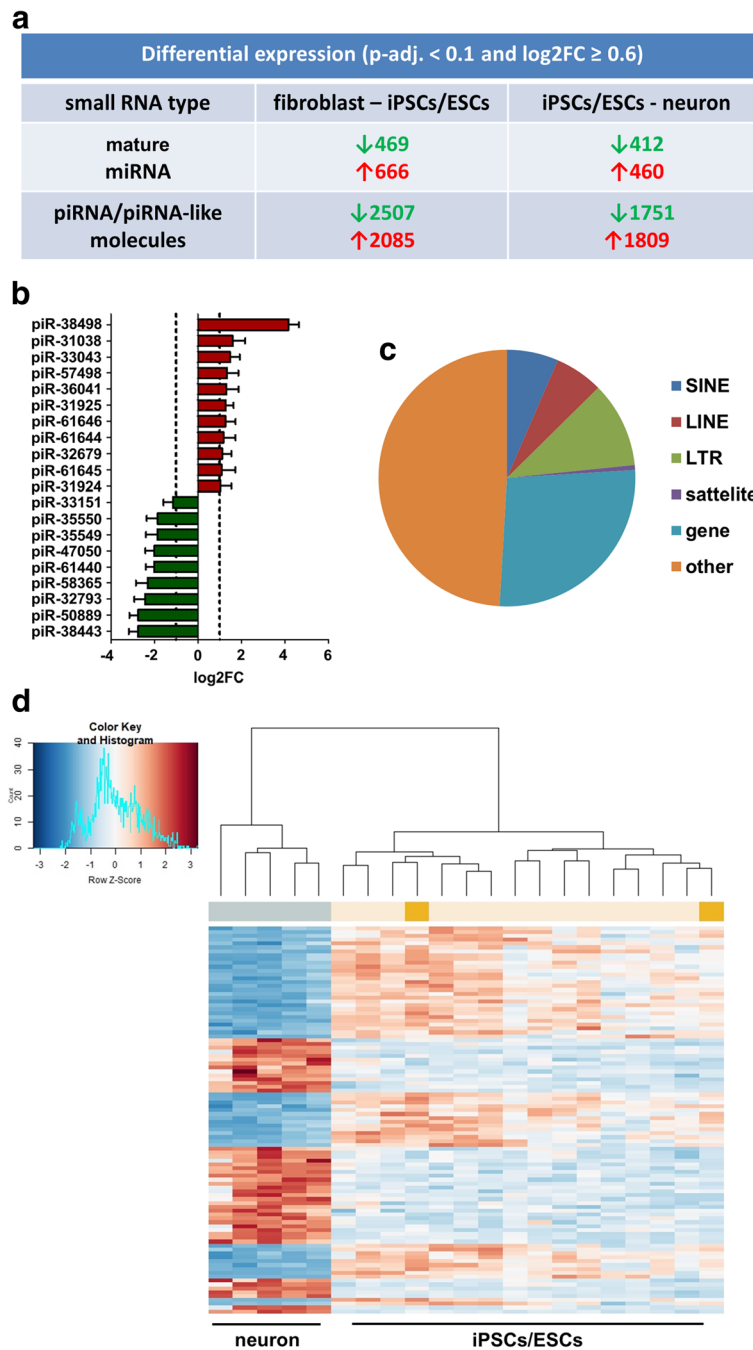 a
Differential expression (p-adj. < 0.1 and log2FC ≥ 0.6)
small RNA type fibroblast – iPSCs/ESCs iPSCs/ESCs - neuron
mature ↓469 ↓412
miRNA ↑666 ↑460
piRNA/piRNA-like ↓2507 ↓1751
molecules ↑2085 ↑1809
b
piR-38498
piR-31038
piR-33043
piR-57498
piR-36041
piR-31925
piR-61646
piR-61644
piR-32679
piR-61645
piR-31924
piR-33151
piR-35550
piR-35549
piR-47050
piR-61440
piR-58365
piR-32793
piR-50889
piR-38443
-4 -2 0 2 4 6
log2FC
c
SINE
LINE
LTR
sattelite
gene
other
d
Color Key
and Histogram
Count
0 10 20 30 40
-3 -2 -1 0 1 2 3
Row Z-Score
neuron iPSCs/ESCs